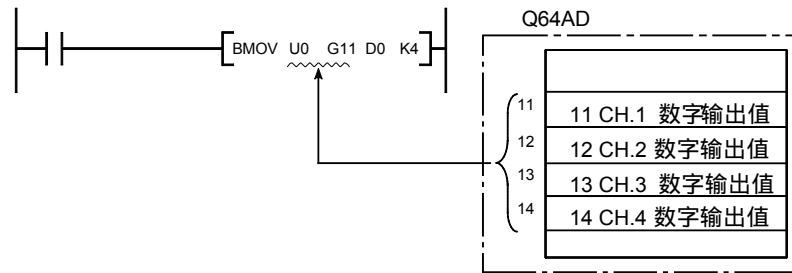 Q64AD
BMOV U0 G11 D0 K4
11
11 CH.1 数字输出值
12
12 CH.2 数字输出值
13
13 CH.3 数字输出值
14
14 CH.4 数字输出值